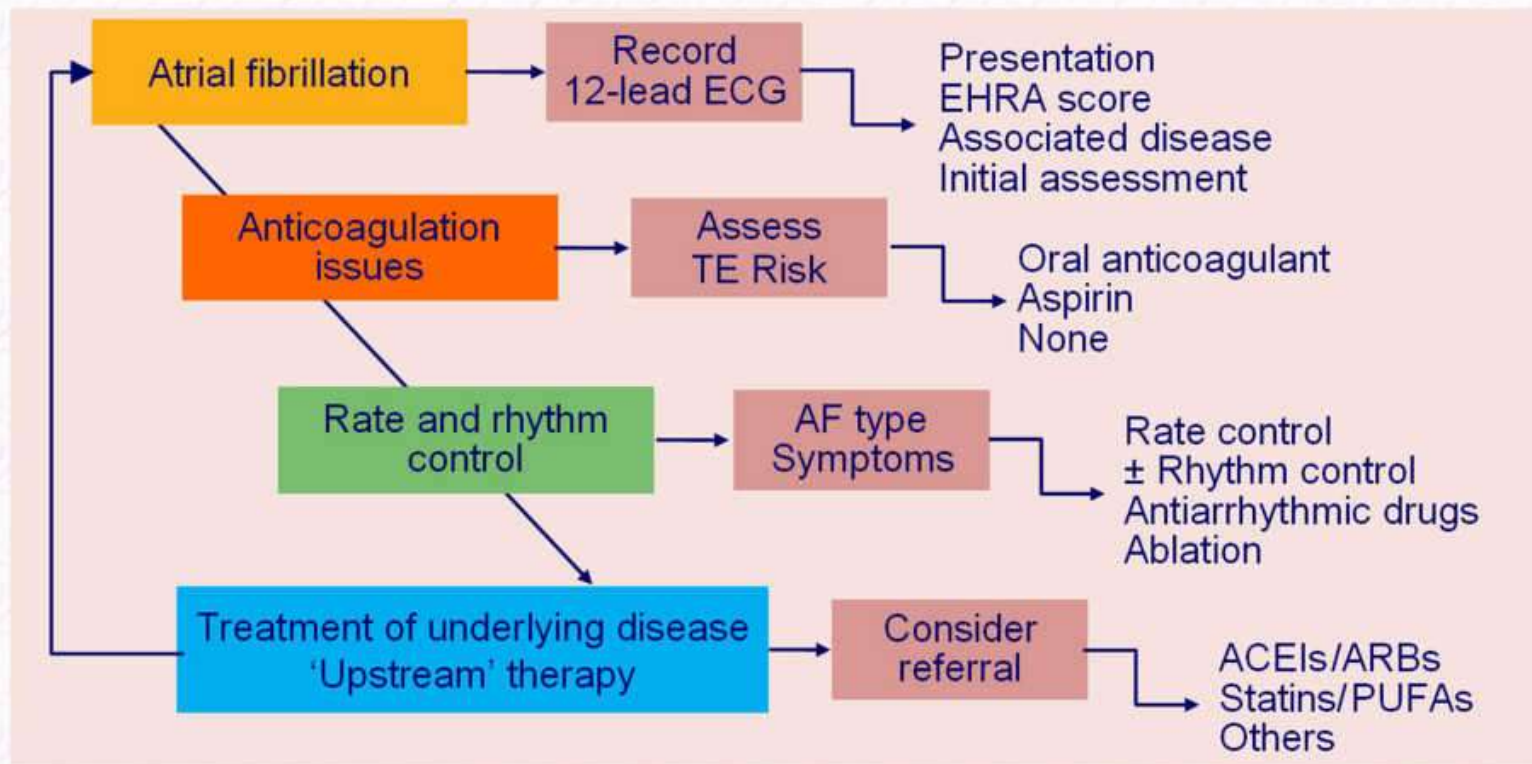 Atrial fibrillation
Record
12-lead ECG
Presentation
EHRA score
Associated disease
Initial assessment
Anticoagulation
issues
Assess
TE Risk
Oral anticoagulant
Aspirin
None
Rate and rhythm
control
AF type
Symptoms
Rate control
± Rhythm control
Antiarrhythmic drugs
Ablation
Treatment of underlying disease
‘Upstream’ therapy
Consider
referral
ACEIs/ARBs
Statins/PUFAs
Others